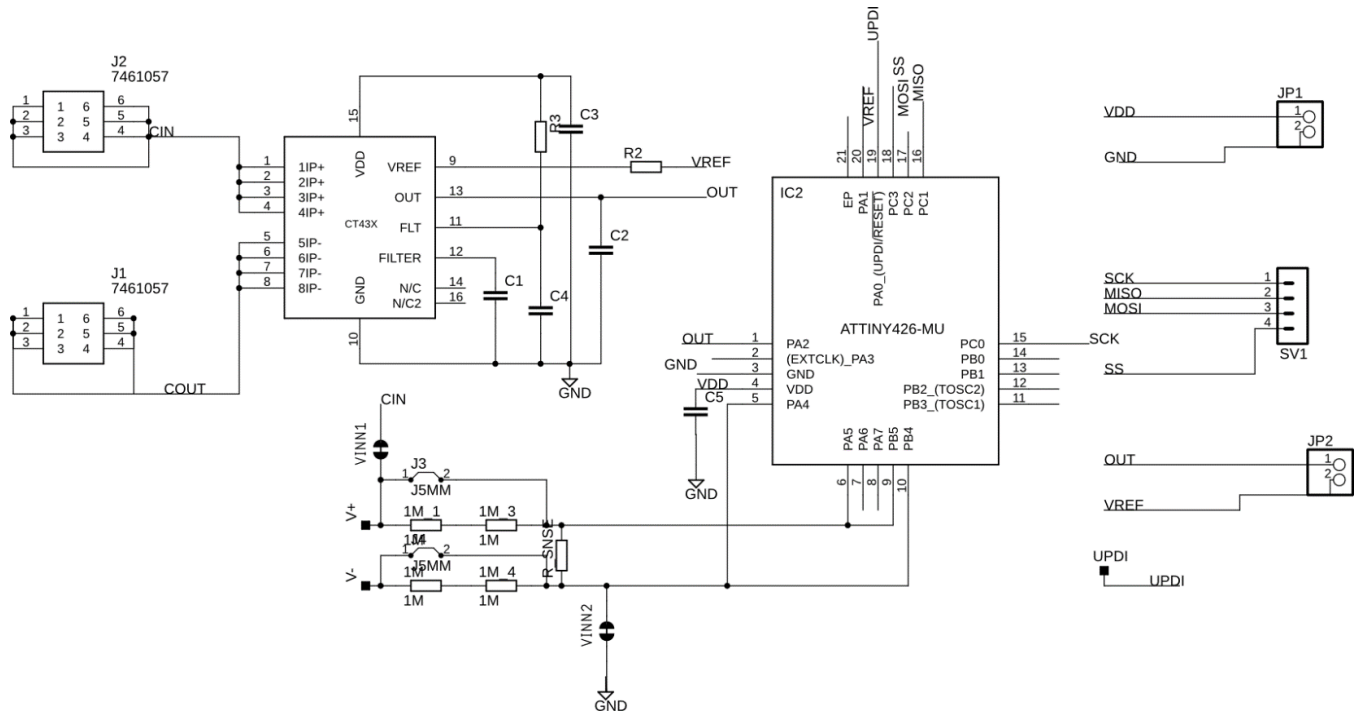 J2
7461057
1 1 6 6
2 2 5 5
3 3 4 4
CIN
J1
7461057
1 1 6 6
2 2 5 5
3 3 4 4
COUT
15
VDD
1 1IP+
2 2IP+
3 3IP+
4 4IP+
5 5IP-
6 6IP-
7 7IP-
8 8IP-
CT43X
VREF 9
OUT 13
FLT 11
FILTER 12
N/C 14
N/C2 16
GND
10
R3
C3
R2
VREF
OUT
C2
C1
C4
GND
CIN
VINN1
J3
1 2
J5MM
V+
1M_1
1M
1M_3
1M
J4
1 2
J5MM
V-
1M
1M
1M_4
1M
R_SNSE
VINN2
GND
UPDI
VREF
MOSI
SS
MISO
21
20
19
18
17
16
IC2
EP
PA1
PA0_(UPDI/RESET)
PC3
PC2
PC1
ATTINY426-MU
OUT 1 PA2
2 (EXTCLK)_PA3
GND 3 GND
VDD 4 VDD
5 PA4
C5
GND
PC0 15 SCK
PB0 14
PB1 13
PB2_(TOSC2) 12
PB3_(TOSC1) 11
PA5
PA6
PA7
PB5
PB4
6
7
8
9
10
JP1
VDD 1
GND 2
SCK 1
MISO 2
MOSI 3
SS 4
SV1
JP2
OUT 1
VREF 2
UPDI
UPDI